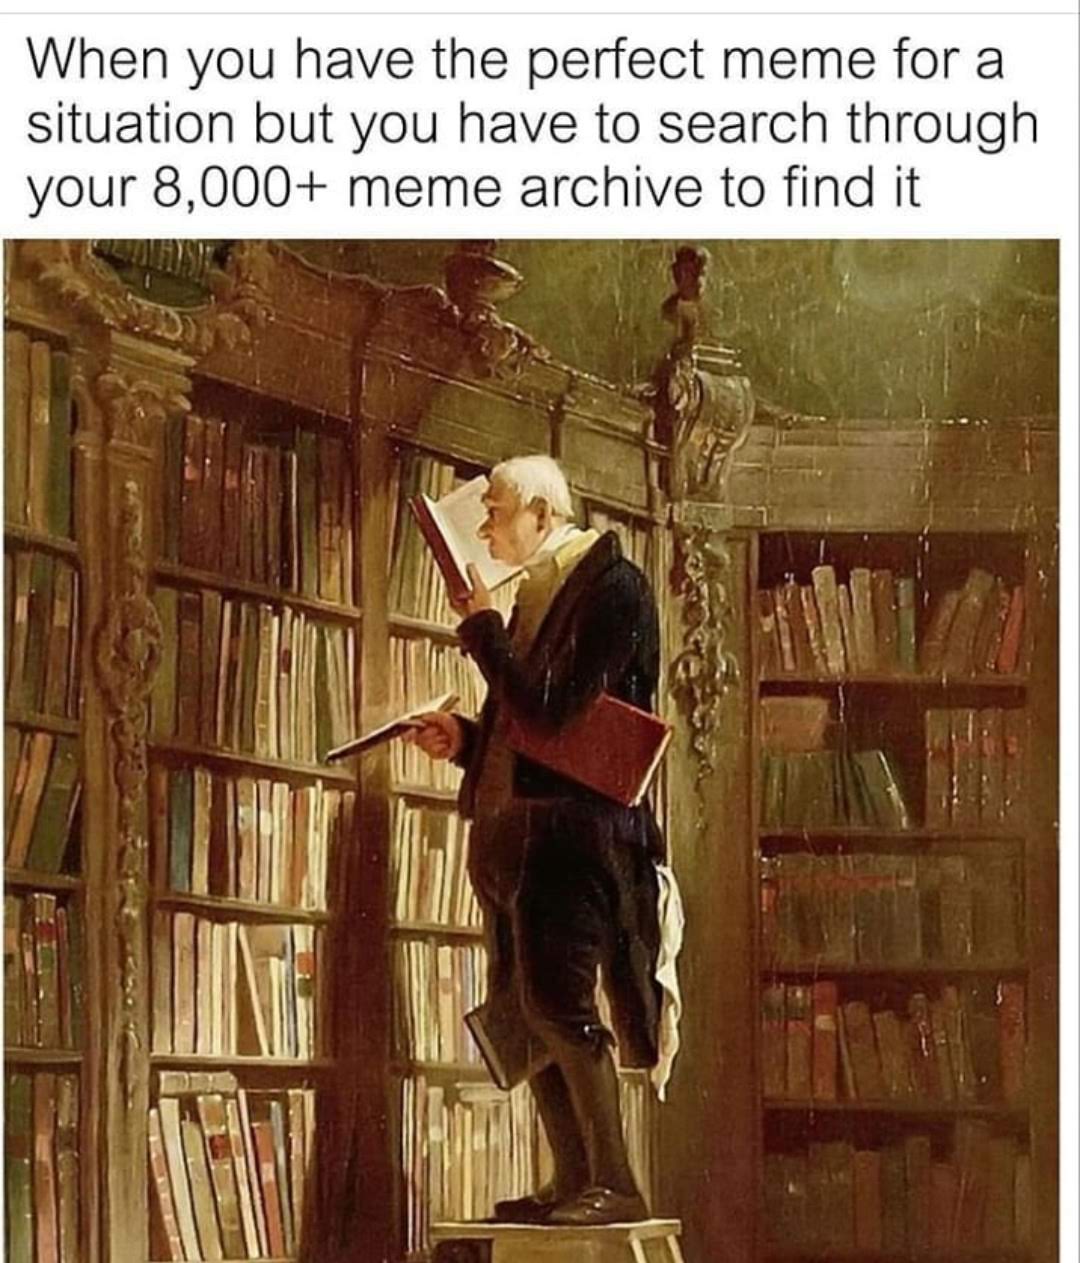 When you have the perfect meme for a
situation but you have to search through
your 8,000+ meme archive to find it